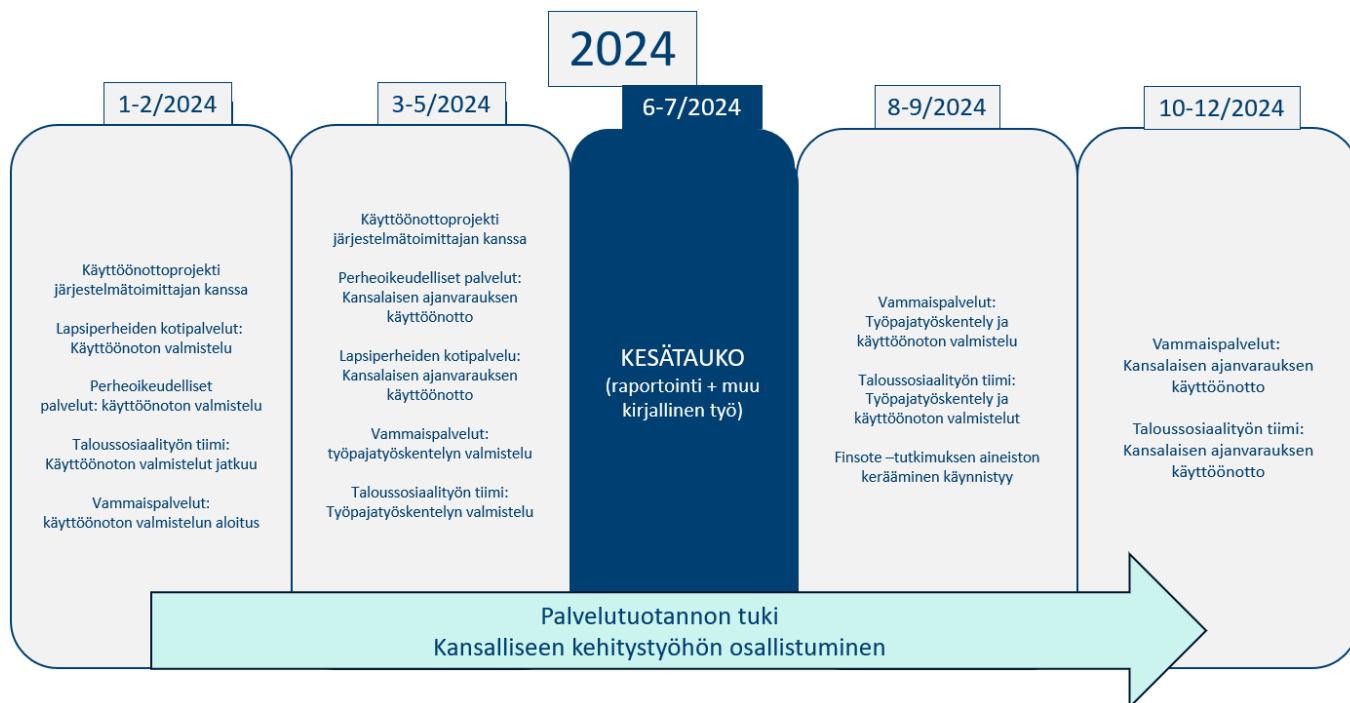 2024
1-2/2024
Käyttöönottoprojekti
järjestelmätoimittajan kanssa
Lapsiperheiden kotipalvelut:
Käyttöönoton valmistelu
Perheoikeudelliset
palvelut: käyttöönoton valmistelu
Taloussosiaalityön tiimi:
Käyttöönoton valmistelut jatkuu
Vammaispalvelut:
käyttöönoton valmistelun aloitus
3-5/2024
Käyttöönottoprojekti
järjestelmätoimittajan kanssa
Perheoikeudelliset palvelut:
Kansalaisen ajanvarauksen
käyttöönotto
Lapsiperheiden kotipalvelu:
Kansalaisen ajanvarauksen
käyttöönotto
Vammaispalvelut:
työpajatyöskentelyn valmistelu
Taloussosiaalityön tiimi:
Työpajatyöskentelyn valmistelu
6-7/2024
KESÄTAUKO
(raportointi + muu
kirjallinen työ)
8-9/2024
Vammaispalvelut:
Työpajatyöskentely ja
käyttöönoton valmistelu
Taloussosiaalityön tiimi:
Työpajatyöskentely ja
käyttöönoton valmistelut
Finsote –tutkimuksen aineiston
kerääminen käynnistyy
10-12/2024
Vammaispalvelut:
Kansalaisen ajanvarauksen
käyttöönotto
Taloussosiaalityön tiimi:
Kansalaisen ajanvarauksen
käyttöönotto
Palvelutuotannon tuki
Kansalliseen kehitystyöhön osallistuminen